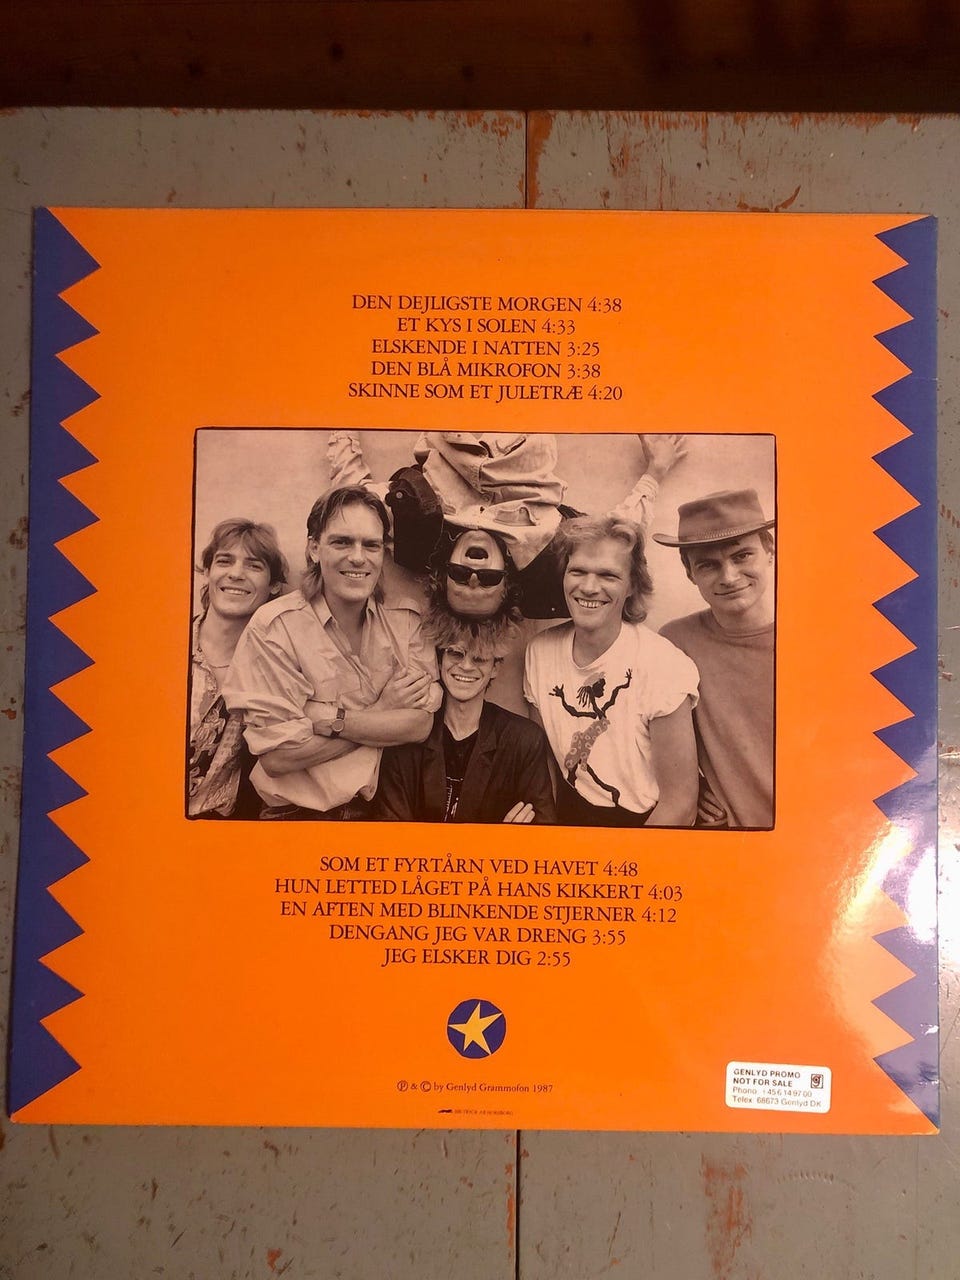 DEN DEJLIGSTE MORGEN 4:38
ET KYS I SOLEN 4:33
ELSKENDE I NATTEN 3:25
DEN BLÅ MIKROFON 3:38
SKINNE SOM ET JULETRÆ 4:20
SOM ET FYRTÅRN VED HAVET 4:48
HUN LETTED LÅGET PÅ HANS KIKKERT 4:03
EN AFTEN MED BLINKENDE STJERNER 4:12
DENGANG JEG VAR DRENG 3:55
JEG ELSKER DIG 2:55
℗ & © by Genlyd Grammofon 1987
GENLYD PROMO
NOT FOR SALE
Phone +456149700
Telex 68673 Genlyd DK